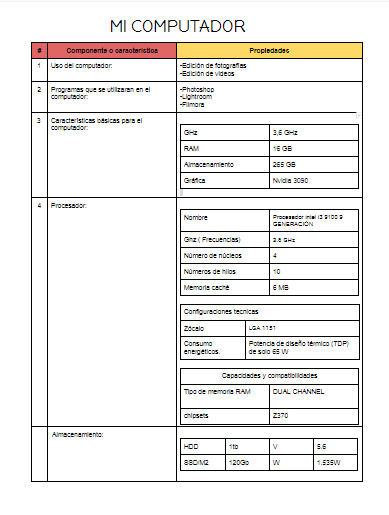 MI COMPUTADOR
# Componente o característica Propiedades
1 Uso del computador: -Edición de fotografías
-Edición de videos
2 Programas que se utilizaran en el computador: -Photoshop
-Lightroom
-Filmora
3 Características básicas para el computador:
GHz 3,6 GHz
RAM 16 GB
Almacenamiento 265 GB
Gráfica Nvidia 3090
4 Procesador:
Nombre Procesador intel i3 9100 9 GENERACIÓN
Ghz ( Frecuencias) 3.6 GHz
Número de núcleos 4
Números de hilos 10
Memoria caché 6 MB
Configuraciones tecnicas
Zócalo LGA 1151
Consumo energéticos. Potencia de diseño térmico (TDP) de solo 65 W
Capacidades y compatibilidades
Tipo de memoria RAM DUAL CHANNEL
chipsets Z370
Almacenamiento:
HDD 1tb V 5,6
SSD/M2 120Gb W 1.535W